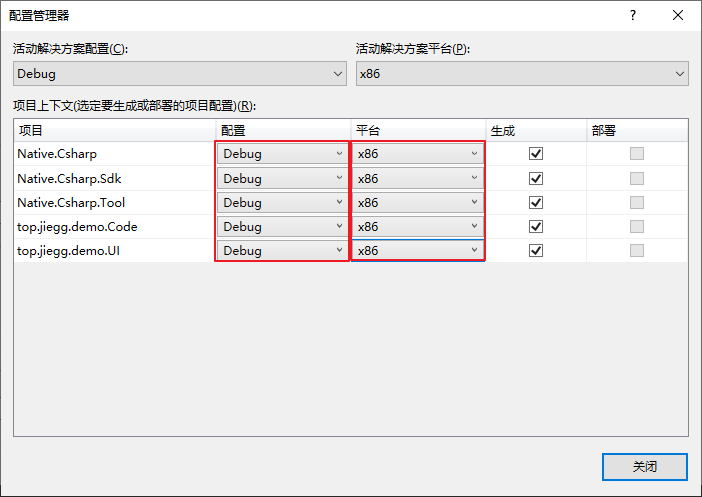 配置管理器
活动解决方案配置(C): 活动解决方案平台(P):
Debug x86
项目上下文(选定要生成或部署的项目配置)(R):
项目 配置 平台 生成 部署
Native.Csharp Debug x86
Native.Csharp.Sdk Debug x86
Native.Csharp.Tool Debug x86
top.jiegg.demo.Code Debug x86
top.jiegg.demo.UI Debug x86
关闭